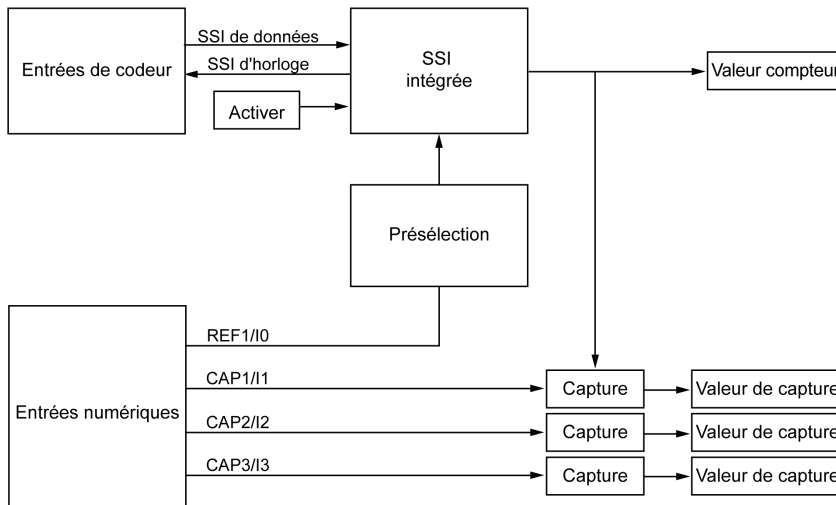 SSI de données
Entrées de codeur
SSI d'horloge
Activer
SSI
intégrée
Valeur compteur
Présélection
REF1/I0
CAP1/I1
Capture
Valeur de capture
Entrées numériques
CAP2/I2
Capture
Valeur de capture
CAP3/I3
Capture
Valeur de capture